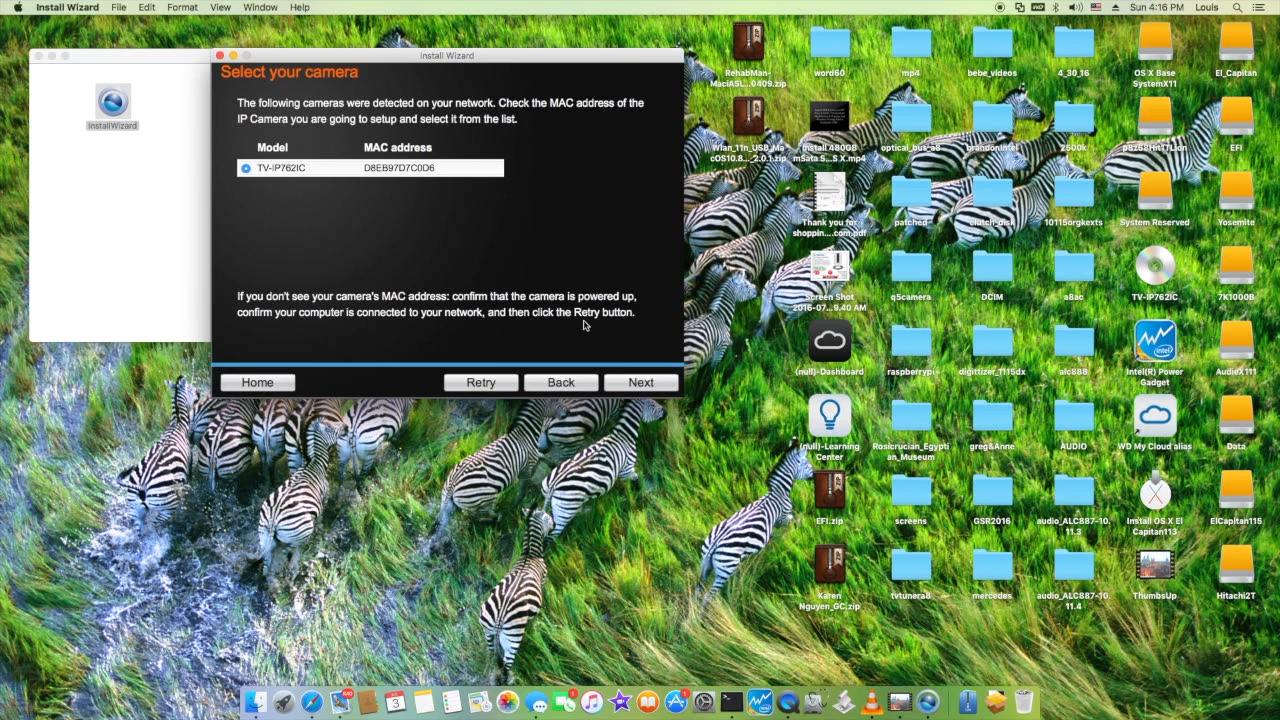 Install Wizard File Edit Format View Window Help
Sun 4:16 PM Louis
Install Wizard
InstallWizard
Select your camera
The following cameras were detected on your network. Check the MAC address of the
IP Camera you are going to setup and select it from the list.
Model MAC address
TV-IP762IC D8EB97D7C0D6
If you don't see your camera's MAC address: confirm that the camera is powered up,
confirm your computer is connected to your network, and then click the Retry button.
Home Retry Back Next
RehabMan-
MaciASL...0409.zip
word60
mp4
bebe_videos
4_30_16
OS X Base
SystemX11
El_Capitan
Wlan_11n_USB_Ma
cOS10.8..._2.0.1.zip
Install 480GB
mSata S...S X.mp4
optical_bus_a8
brandonintel
2500k
p8z68HitTTLion
EFI
Thank you for
shoppin....com.pdf
patched
clutch_disk
10115orgkexts
System Reserved
Yosemite
Screen Shot
2016-07...9.40 AM
q5camera
DCIM
a8ac
TV-IP762IC
7K1000B
(null)-Dashboard
raspberrypi
digittizer_T115dx
alc888
Intel(R) Power
Gadget
AudieX111
(null)-Learning
Center
Rosicrucian_Egypti
an_Museum
greg&Anne
AUDIO
WD My Cloud alias
Data
EFI.zip
screens
GSR2016
audio_ALC887-10.
11.3
Install OS X El
Capitan113
ElCapitan115
Karen
Nguyen_GC.zip
tvtunera8
mercedes
audio_ALC887-10.
11.4
ThumbsUp
Hitachi2T